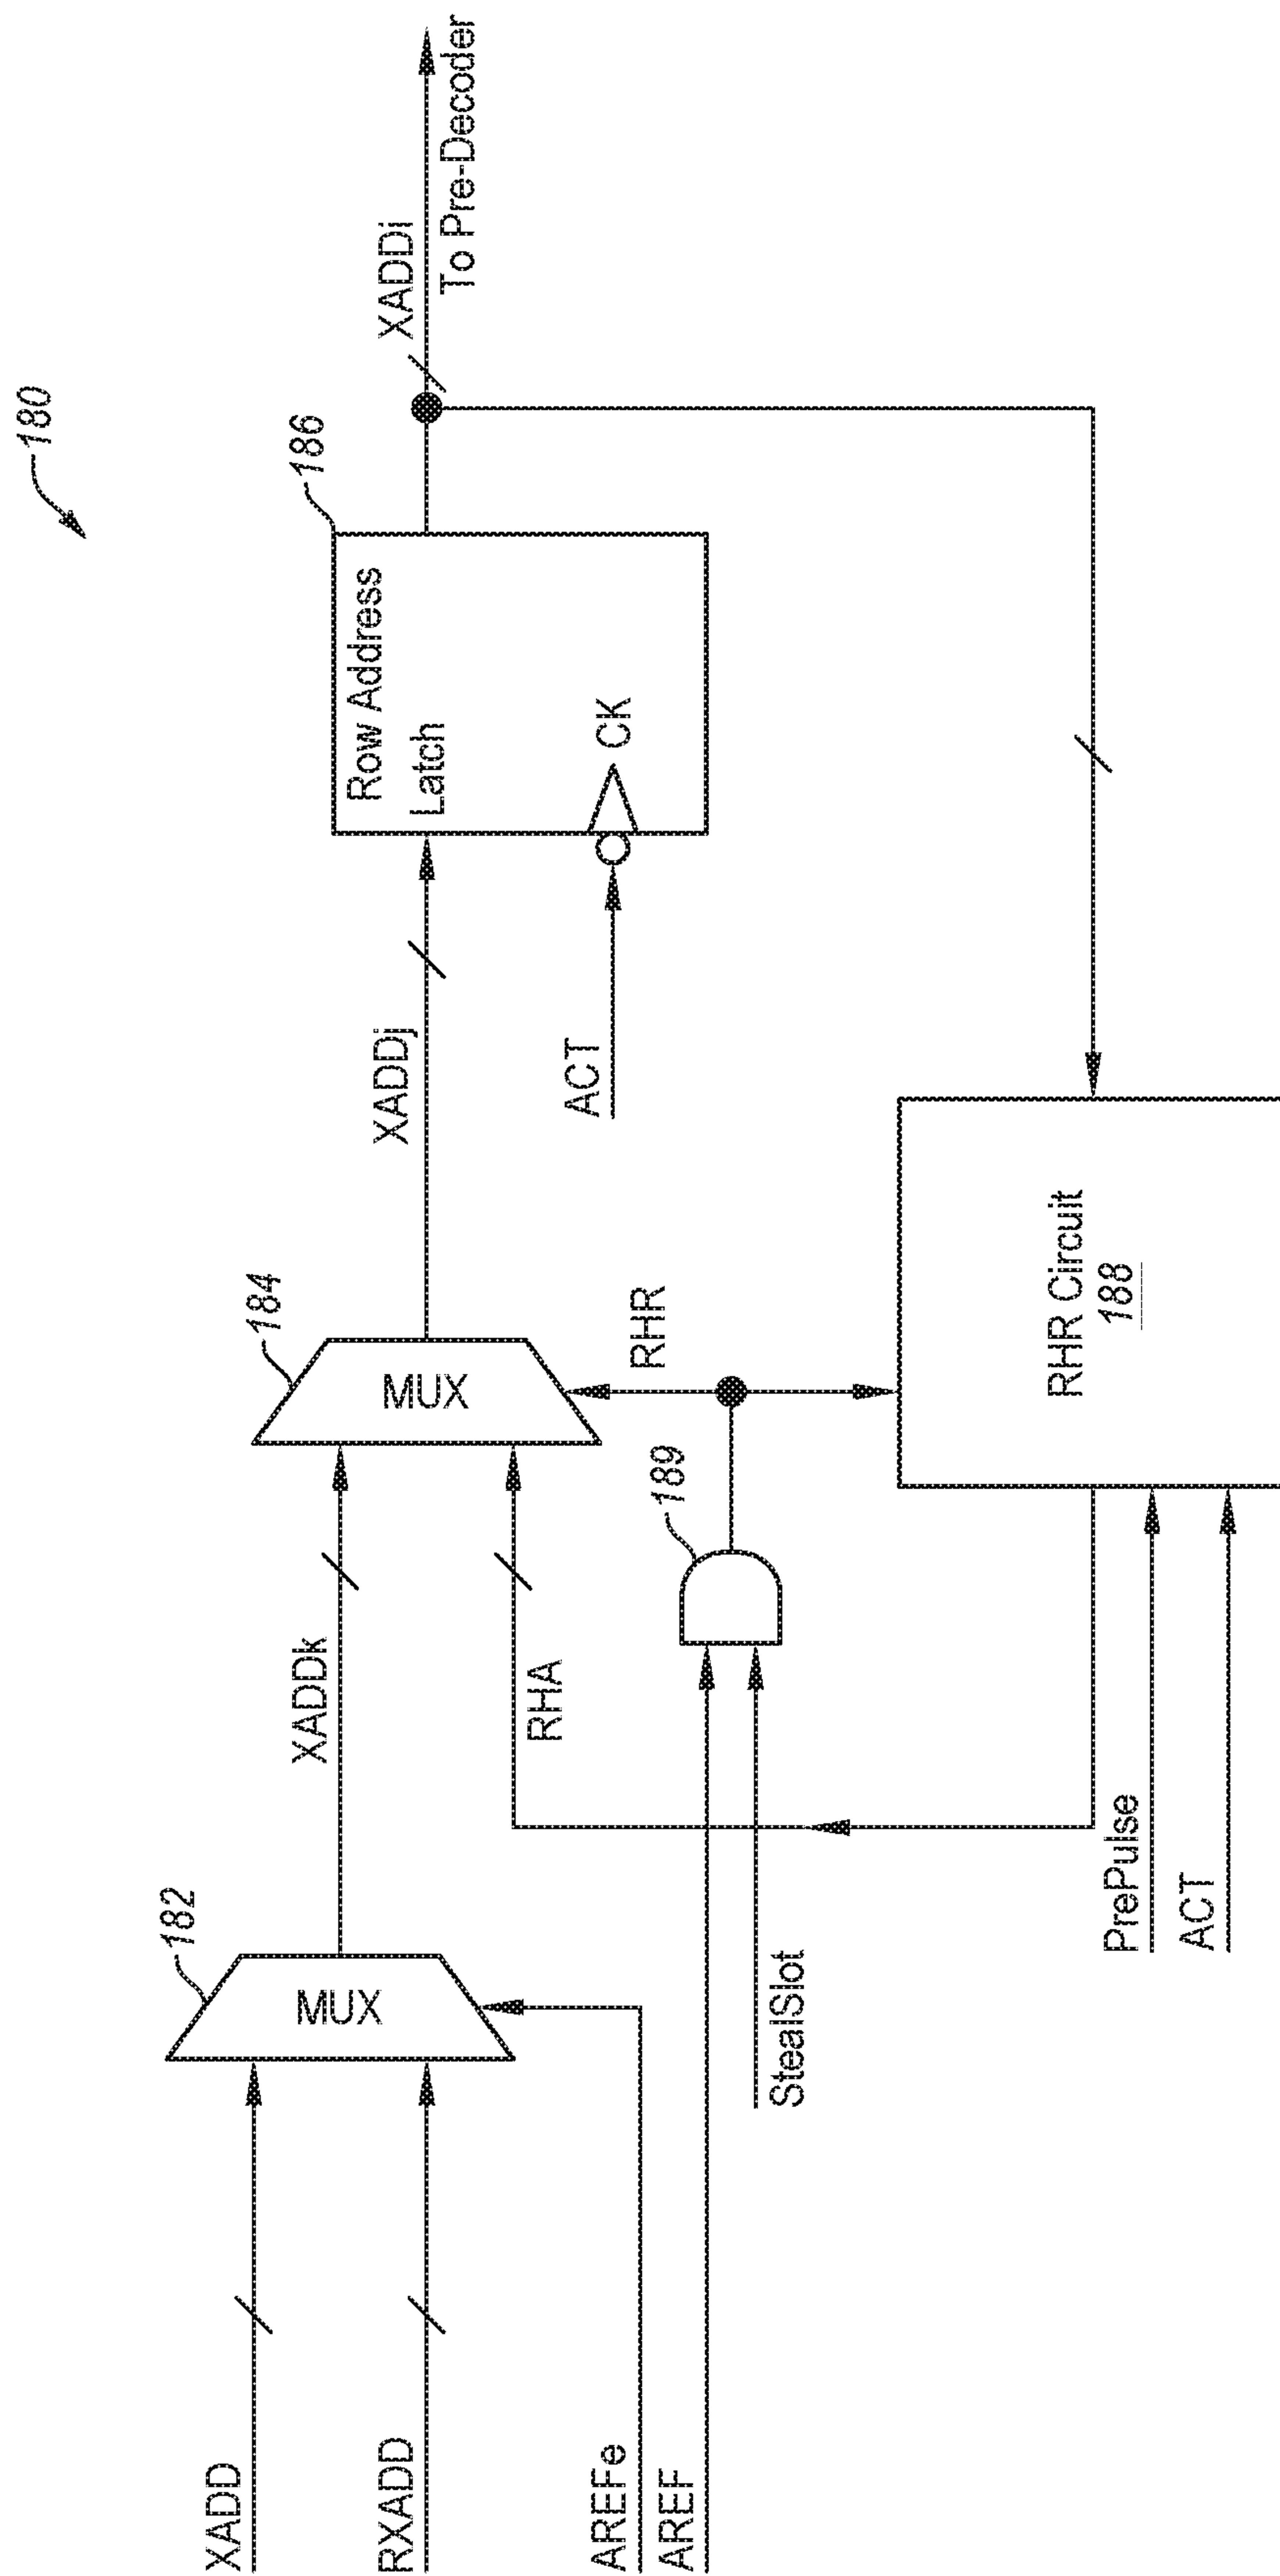 180
XADD
RXADD
AREFe
AREF
182
MUX
XADDk
RHA
StealSlot
PrePulse
ACT
184
MUX
189
RHR
RHR Circuit
188
XADDj
ACT
186
Row Address
Latch
CK
XADDi
To Pre-Decoder